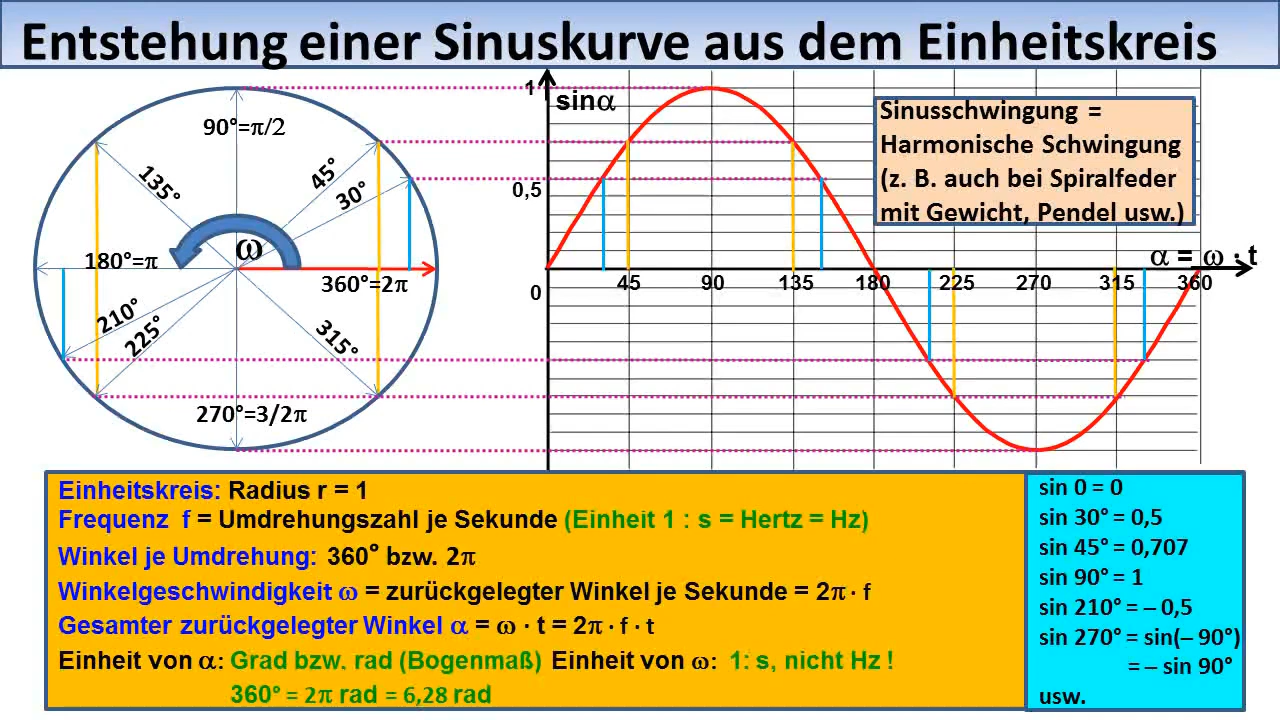 Entstehung einer Sinuskurve aus dem Einheitskreis
90°=π/2
135°
45°
30°
ω
180°=π
360°=2π
210°
225°
315°
270°=3/2π
1
sinα
0,5
0
45
90
135
180
225
270
315
360
α = ω · t
Sinusschwingung =
Harmonische Schwingung
(z. B. auch bei Spiralfeder
mit Gewicht, Pendel usw.)
Einheitskreis: Radius r = 1
Frequenz f = Umdrehungszahl je Sekunde (Einheit 1 : s = Hertz = Hz)
Winkel je Umdrehung: 360° bzw. 2π
Winkelgeschwindigkeit ω = zurückgelegter Winkel je Sekunde = 2π · f
Gesamter zurückgelegter Winkel α = ω · t = 2π · f · t
Einheit von α: Grad bzw. rad (Bogenmaß) Einheit von ω: 1: s, nicht Hz !
360° = 2π rad = 6,28 rad
sin 0 = 0
sin 30° = 0,5
sin 45° = 0,707
sin 90° = 1
sin 210° = – 0,5
sin 270° = sin(– 90°)
= – sin 90°
usw.